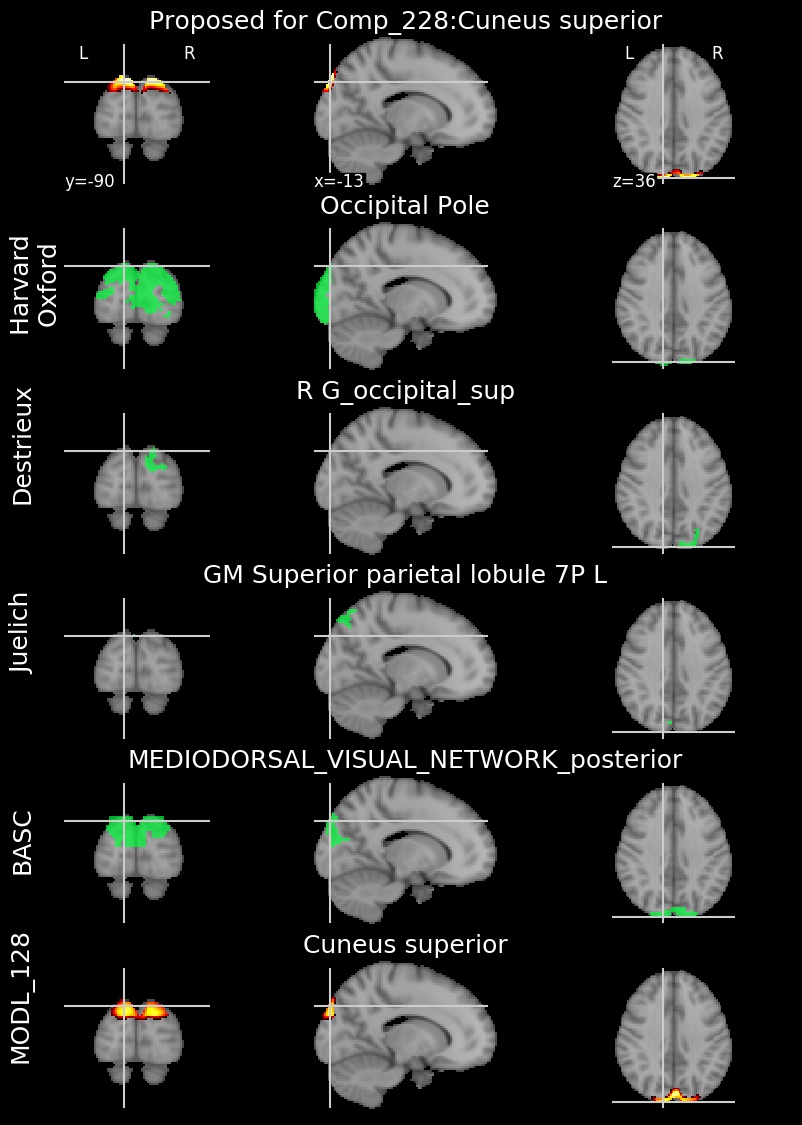 Proposed for Comp_228:Cuneus superior
L R L R
y=-90 x=-13 z=36
Occipital Pole
Harvard
Oxford
R G_occipital_sup
Destrieux
GM Superior parietal lobule 7P L
Juelich
MEDIODORSAL_VISUAL_NETWORK_posterior
BASC
Cuneus superior
MODL_128